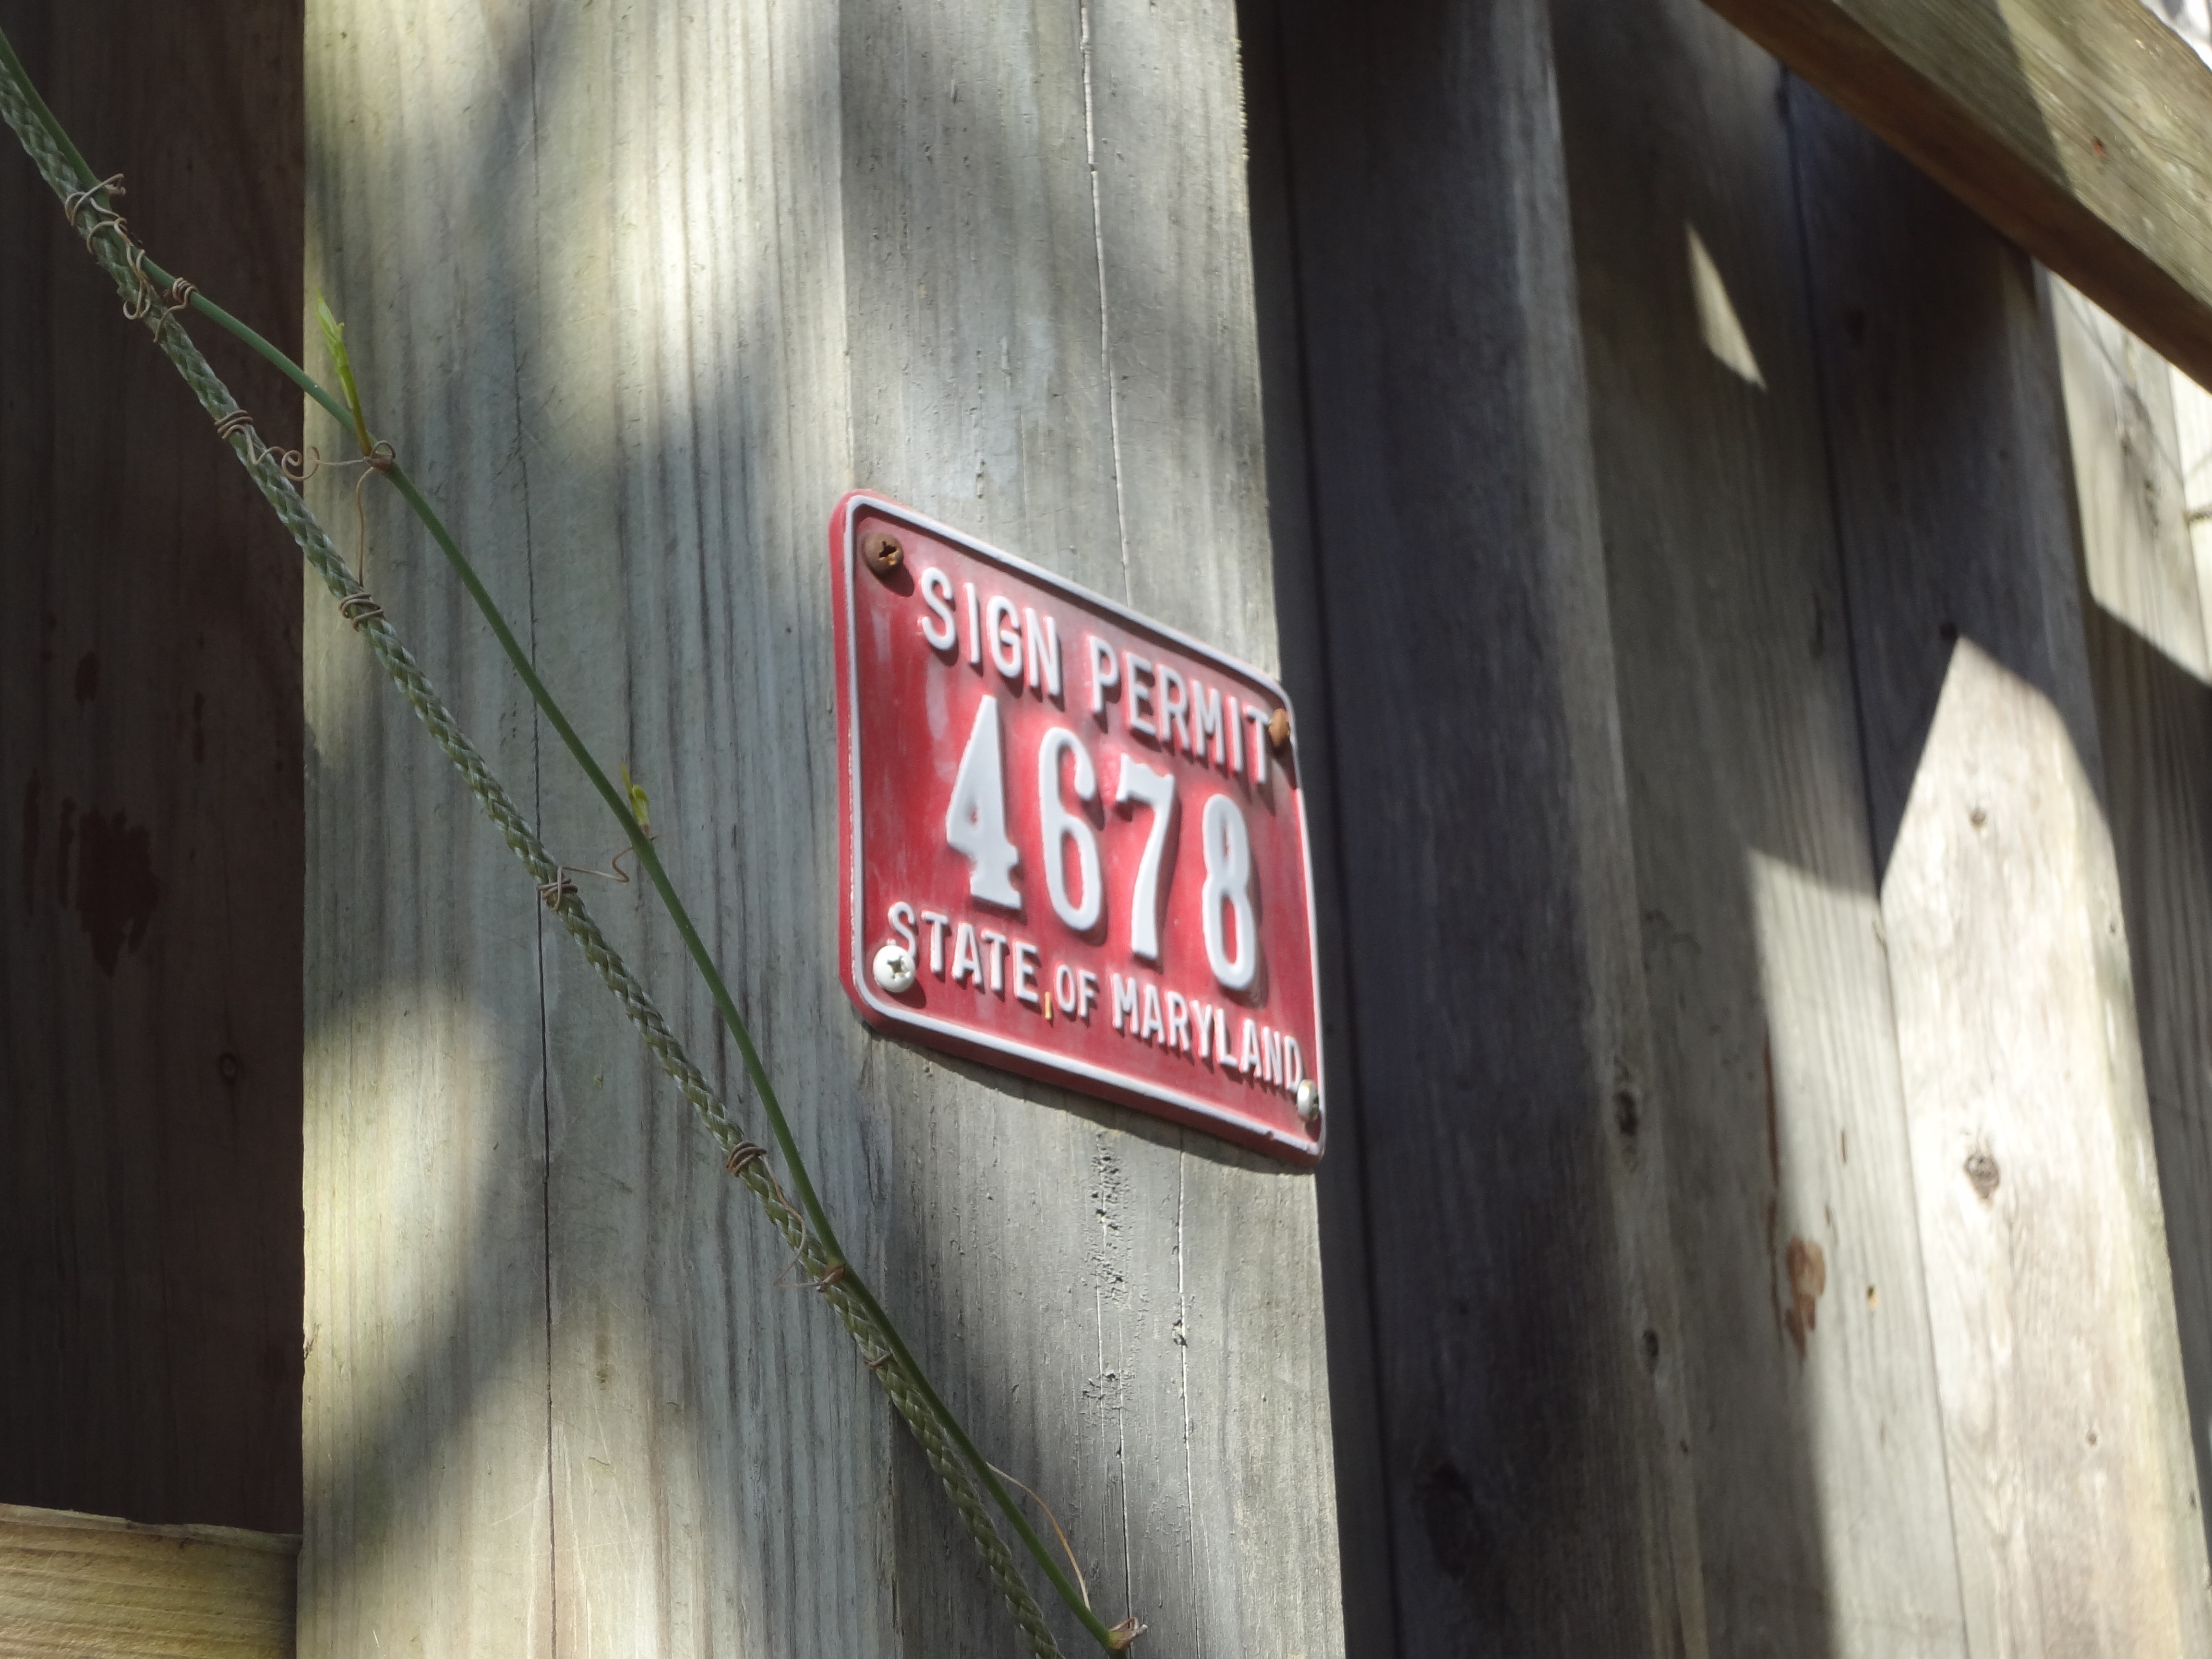 SIGN PERMIT
4678
STATE OF MARYLAND